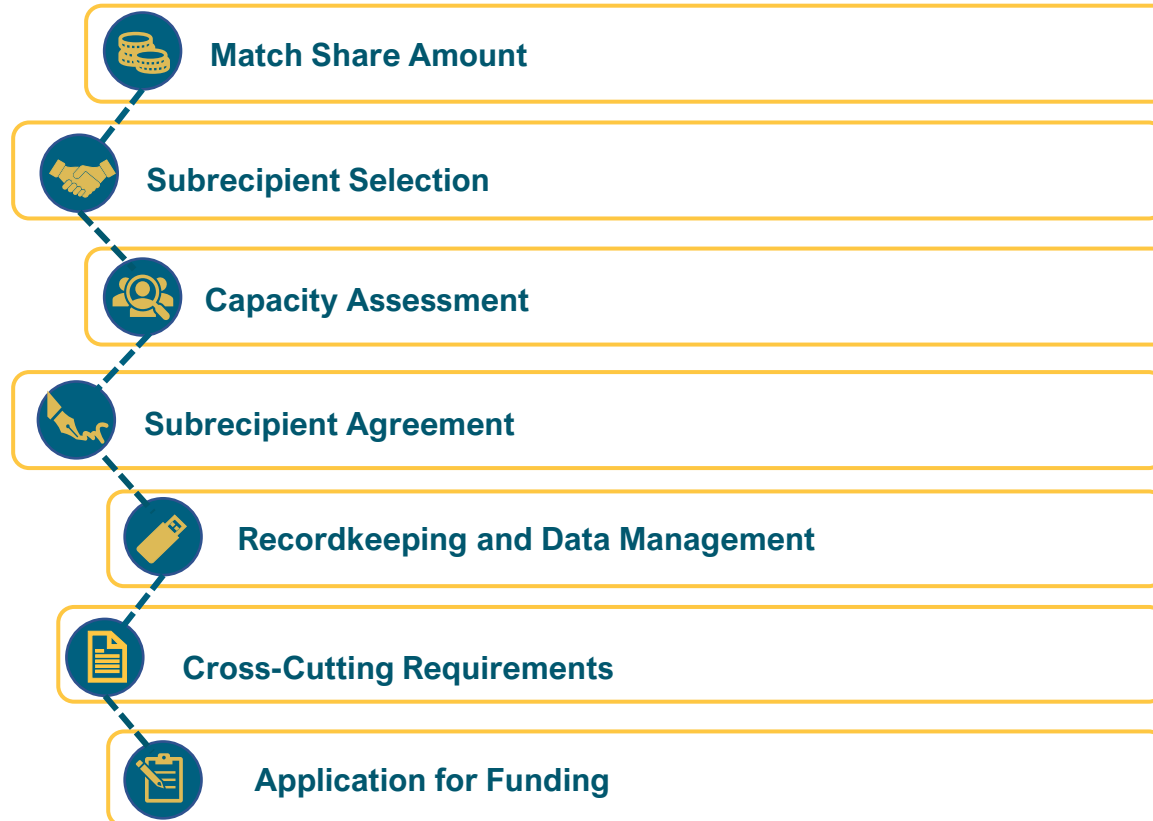 Match Share Amount
Subrecipient Selection
Capacity Assessment
Subrecipient Agreement
Recordkeeping and Data Management
Cross-Cutting Requirements
Application for Funding